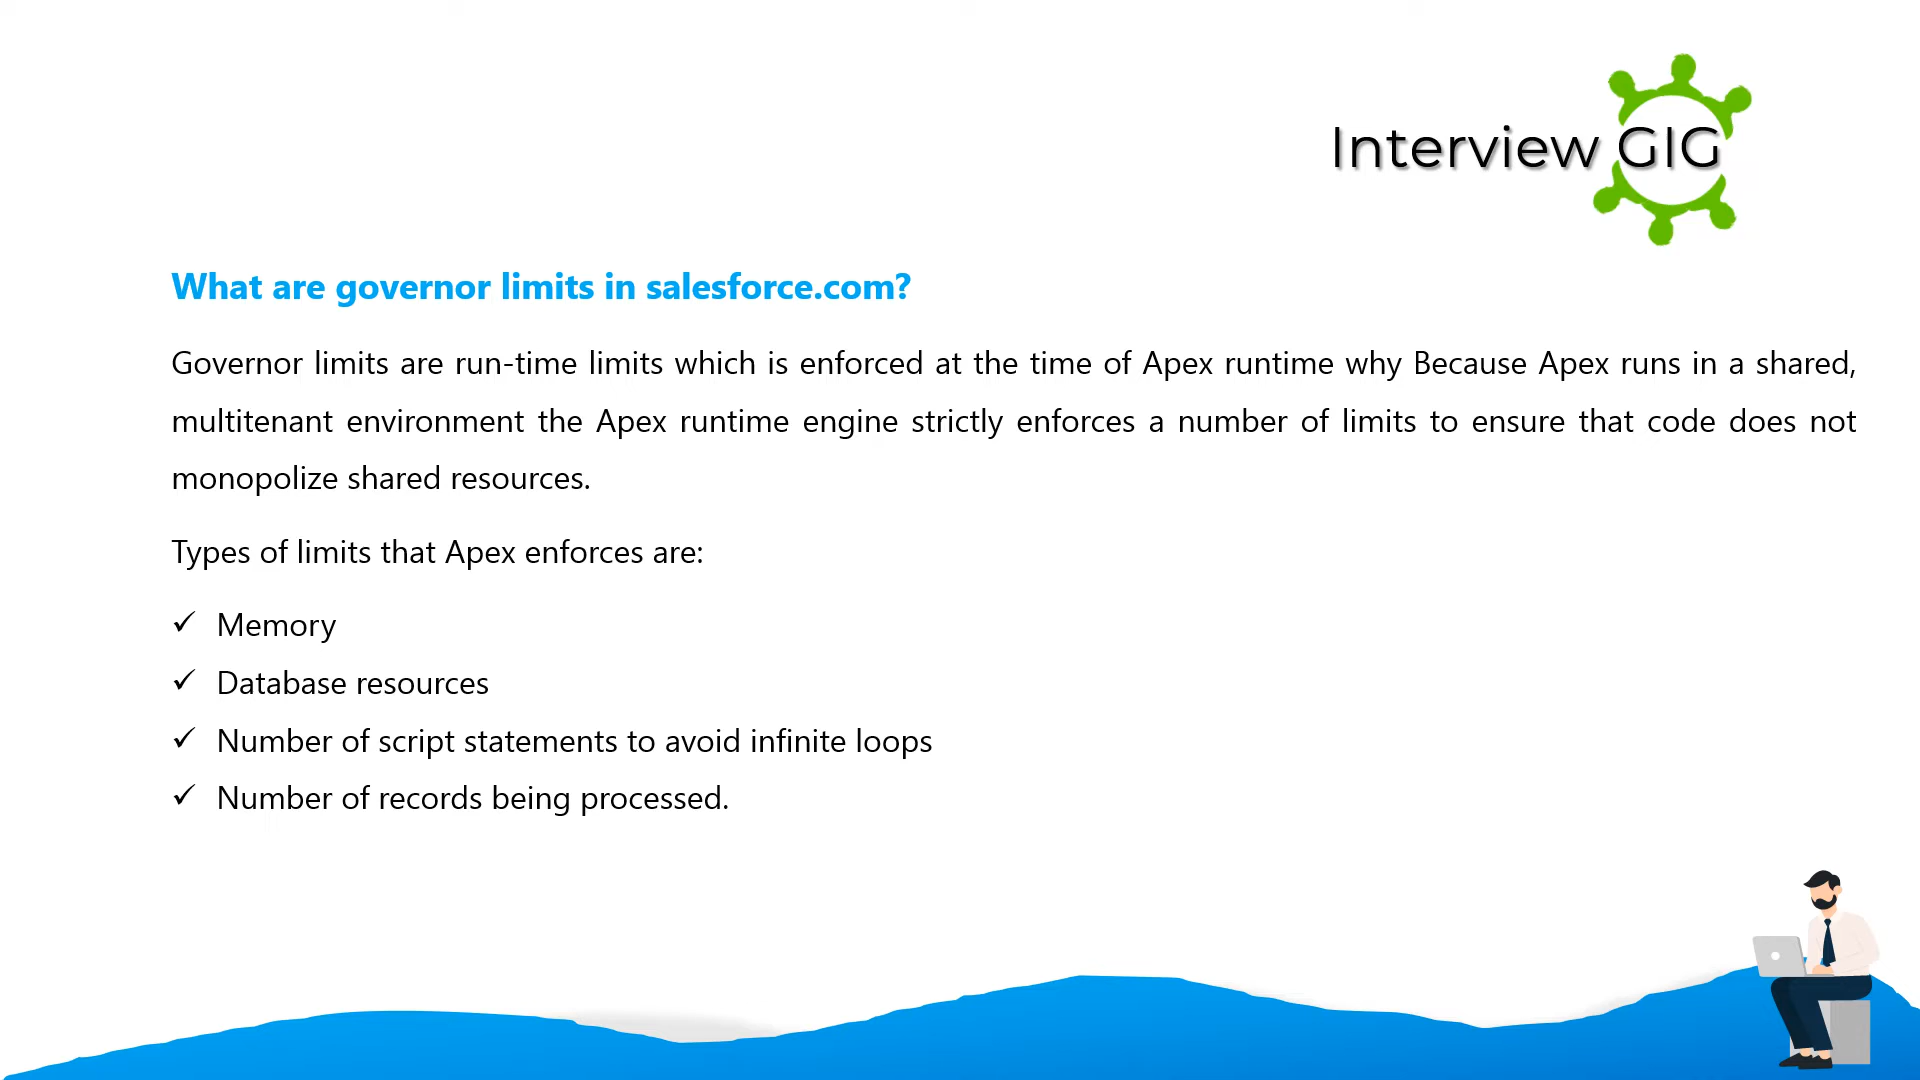 Interview GIG
What are governor limits in salesforce.com?
Governor limits are run-time limits which is enforced at the time of Apex runtime why Because Apex runs in a shared,
multitenant environment the Apex runtime engine strictly enforces a number of limits to ensure that code does not
monopolize shared resources.
Types of limits that Apex enforces are:
✓ Memory
✓ Database resources
✓ Number of script statements to avoid infinite loops
✓ Number of records being processed.